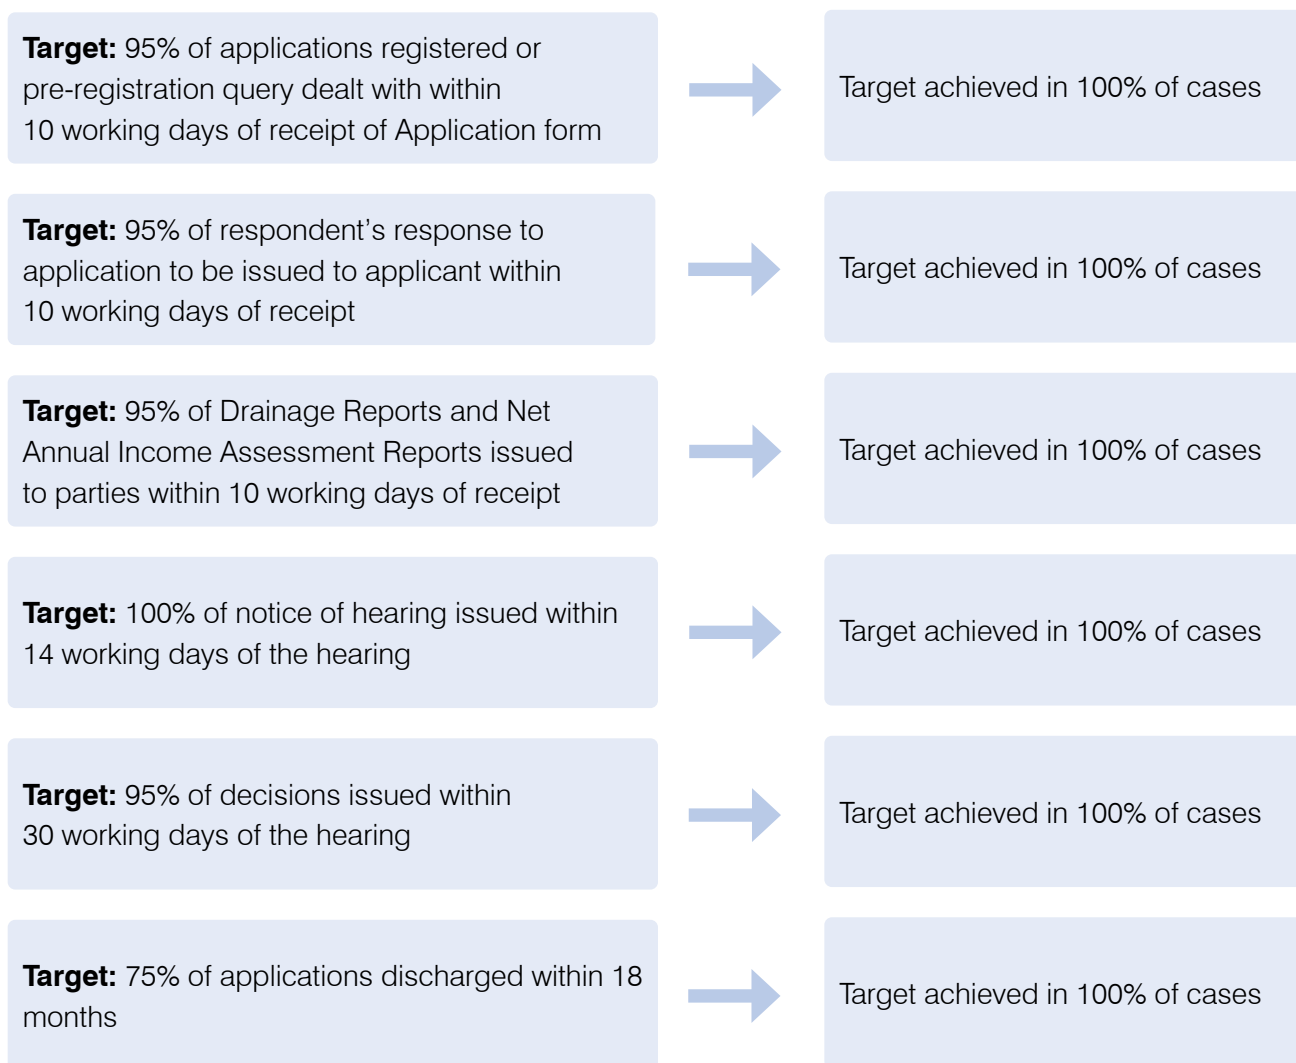 Target: 95% of applications registered or
pre-registration query dealt with within
10 working days of receipt of Application form
Target achieved in 100% of cases
Target: 95% of respondent’s response to
application to be issued to applicant within
10 working days of receipt
Target achieved in 100% of cases
Target: 95% of Drainage Reports and Net
Annual Income Assessment Reports issued
to parties within 10 working days of receipt
Target achieved in 100% of cases
Target: 100% of notice of hearing issued within
14 working days of the hearing
Target achieved in 100% of cases
Target: 95% of decisions issued within
30 working days of the hearing
Target achieved in 100% of cases
Target: 75% of applications discharged within 18
months
Target achieved in 100% of cases